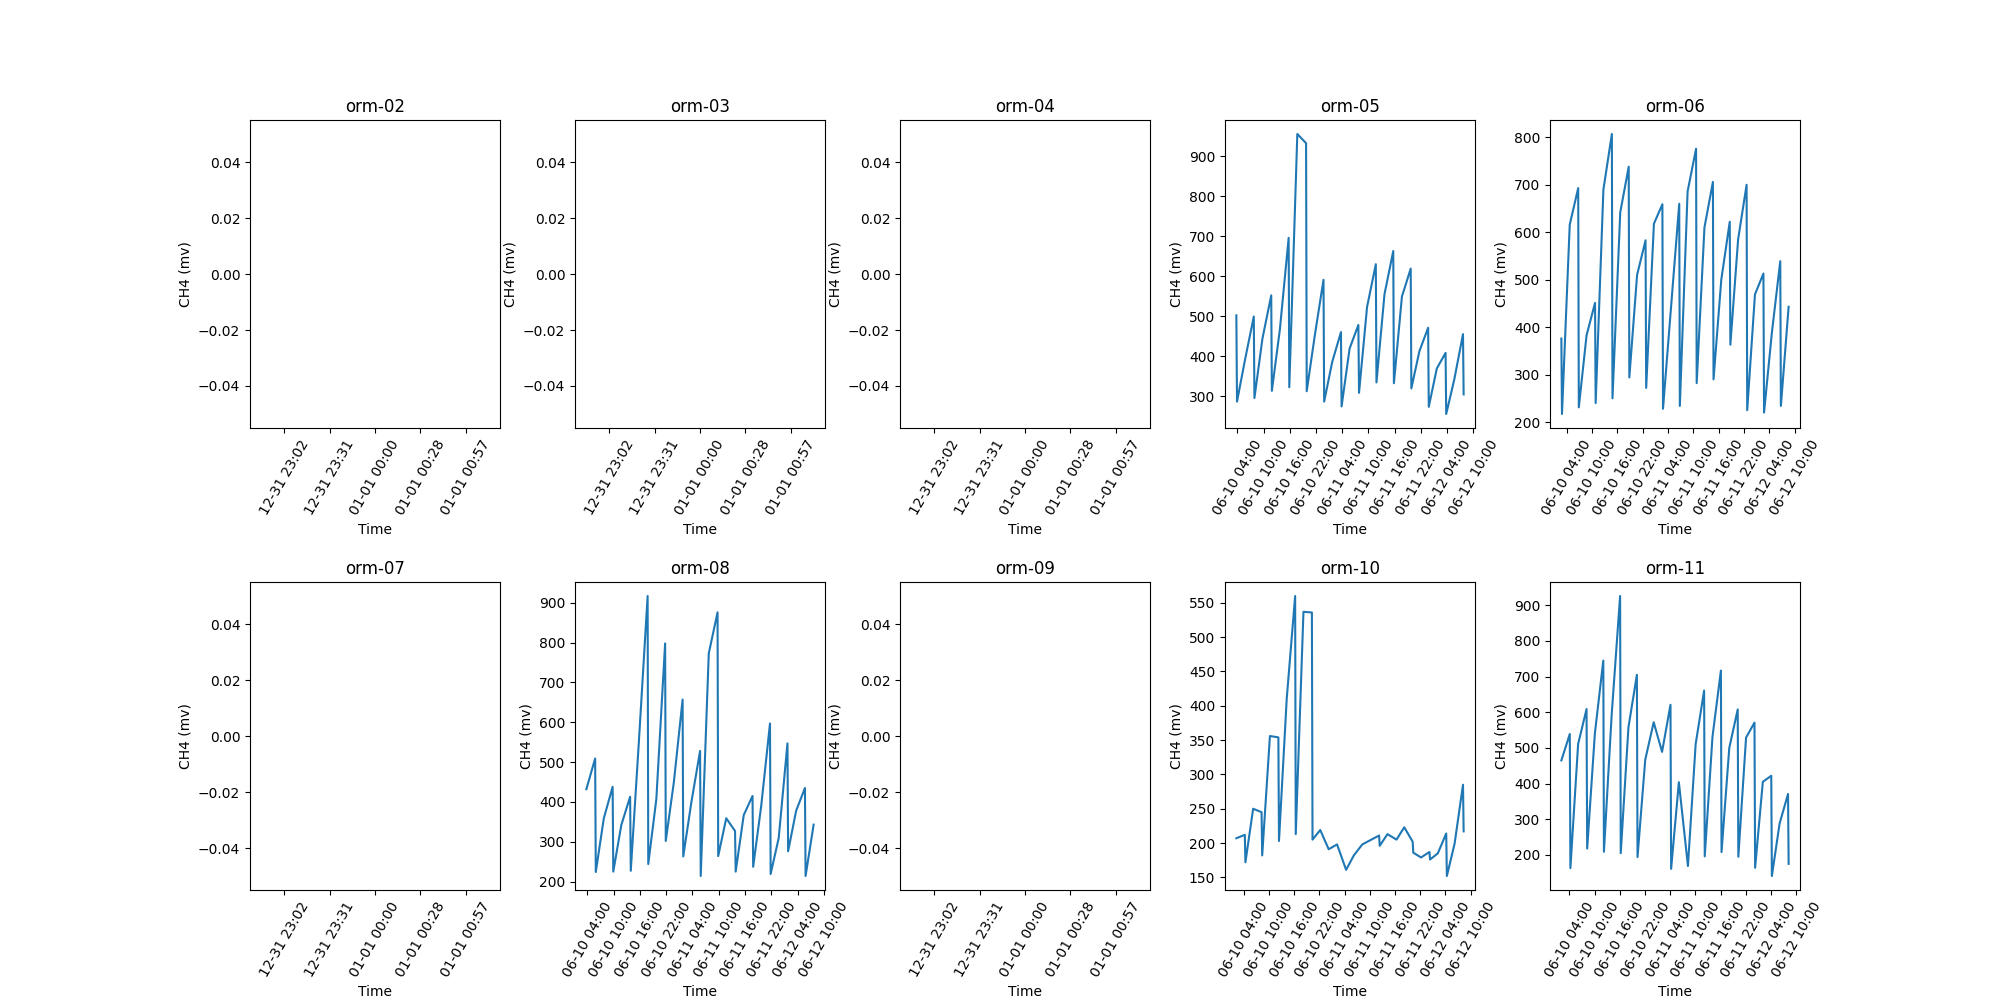 orm-02 orm-03 orm-04 orm-05 orm-06
CH4 (mv)
0.04
0.02
0.00
−0.02
−0.04
12-31 23:02 12-31 23:31 01-01 00:00 01-01 00:28 01-01 00:57
Time
CH4 (mv)
0.04
0.02
0.00
−0.02
−0.04
12-31 23:02 12-31 23:31 01-01 00:00 01-01 00:28 01-01 00:57
Time
CH4 (mv)
0.04
0.02
0.00
−0.02
−0.04
12-31 23:02 12-31 23:31 01-01 00:00 01-01 00:28 01-01 00:57
Time
CH4 (mv)
900
800
700
600
500
400
300
06-10 04:00 06-10 10:00 06-10 16:00 06-10 22:00 06-11 04:00 06-11 10:00 06-11 16:00 06-11 22:00 06-12 04:00 06-12 10:00
Time
CH4 (mv)
800
700
600
500
400
300
200
06-10 04:00 06-10 10:00 06-10 16:00 06-10 22:00 06-11 04:00 06-11 10:00 06-11 16:00 06-11 22:00 06-12 04:00 06-12 10:00
Time
orm-07 orm-08 orm-09 orm-10 orm-11
CH4 (mv)
0.04
0.02
0.00
−0.02
−0.04
12-31 23:02 12-31 23:31 01-01 00:00 01-01 00:28 01-01 00:57
Time
CH4 (mv)
900
800
700
600
500
400
300
200
06-10 04:00 06-10 10:00 06-10 16:00 06-10 22:00 06-11 04:00 06-11 10:00 06-11 16:00 06-11 22:00 06-12 04:00 06-12 10:00
Time
CH4 (mv)
0.04
0.02
0.00
−0.02
−0.04
12-31 23:02 12-31 23:31 01-01 00:00 01-01 00:28 01-01 00:57
Time
CH4 (mv)
550
500
450
400
350
300
250
200
150
06-10 04:00 06-10 10:00 06-10 16:00 06-10 22:00 06-11 04:00 06-11 10:00 06-11 16:00 06-11 22:00 06-12 04:00 06-12 10:00
Time
CH4 (mv)
900
800
700
600
500
400
300
200
06-10 04:00 06-10 10:00 06-10 16:00 06-10 22:00 06-11 04:00 06-11 10:00 06-11 16:00 06-11 22:00 06-12 04:00 06-12 10:00
Time